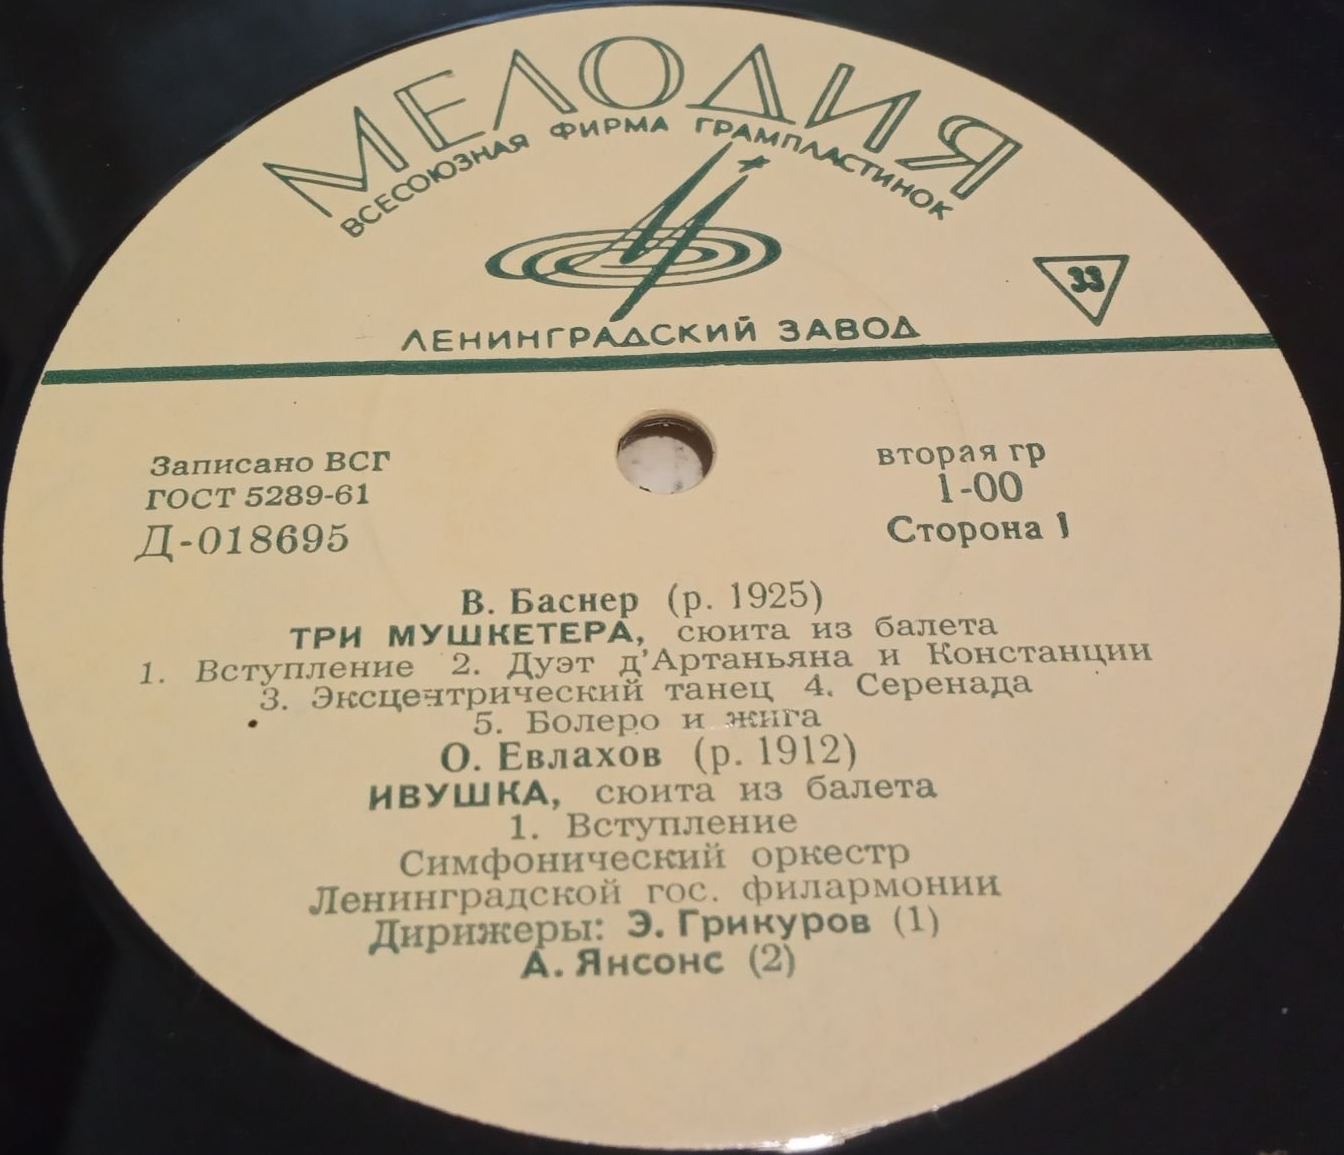 МЕЛОДИЯ
ВСЕСОЮЗНАЯ ФИРМА ГРАМПЛАСТИНОК
33
ЛЕНИНГРАДСКИЙ ЗАВОД
Записано ВСГ
ГОСТ 5289-61
Д-018695
вторая гр
1-00
Сторона 1
В. Баснер (р. 1925)
ТРИ МУШКЕТЕРА, сюита из балета
1. Вступление 2. Дуэт д'Артаньяна и Констанции
3. Эксцентрический танец 4. Серенада
5. Болеро и жига
О. Евлахов (р. 1912)
ИВУШКА, сюита из балета
1. Вступление
Симфонический оркестр
Ленинградской гос. филармонии
Дирижеры: Э. Грикуров (1)
А. Янсонс (2)